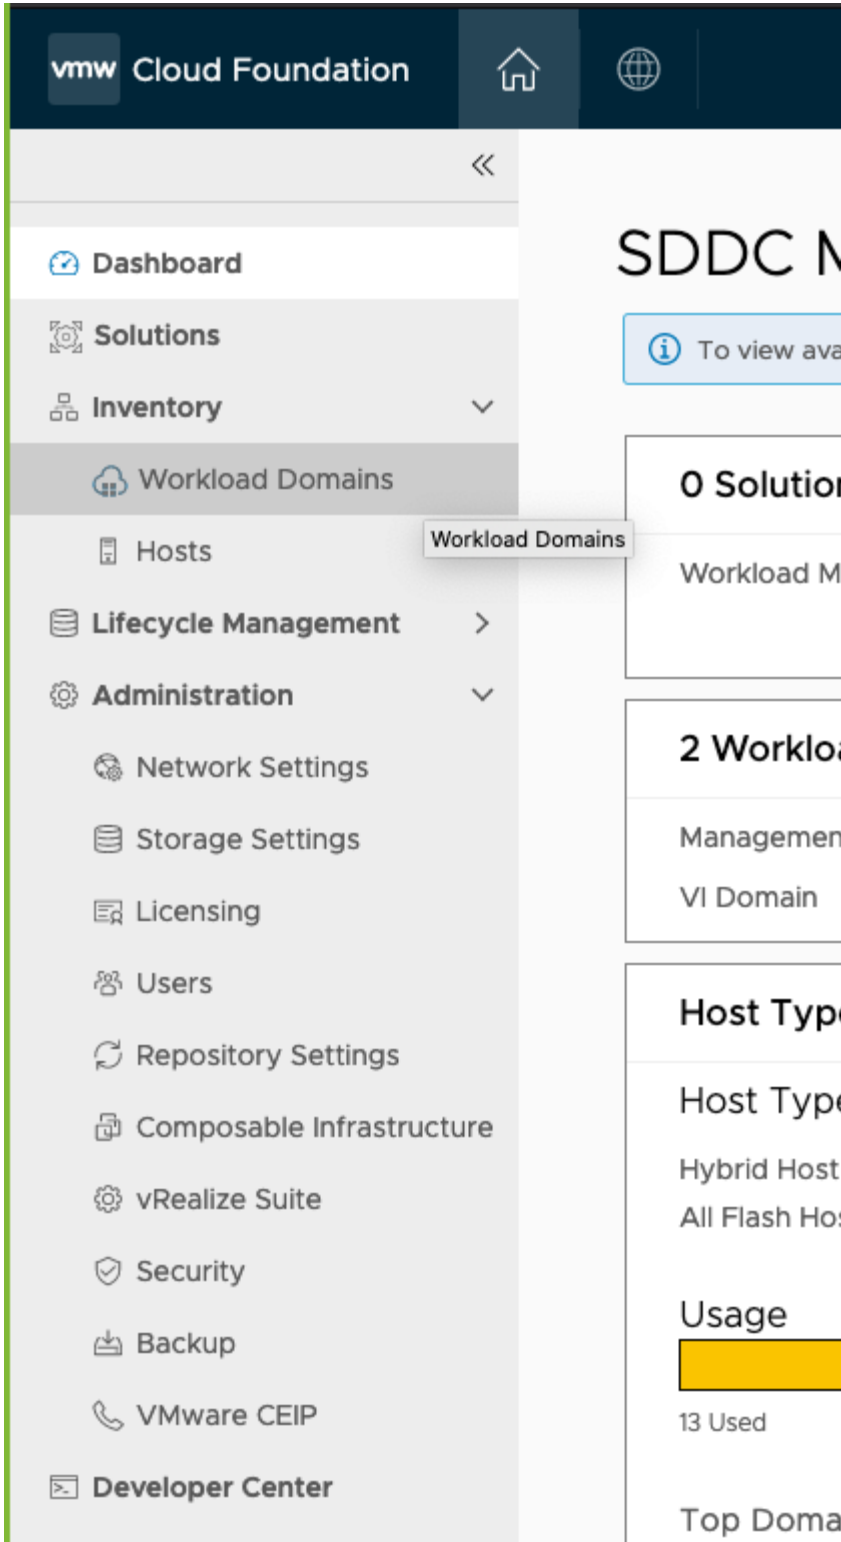 vmw Cloud Foundation
Dashboard
Solutions
Inventory
Workload Domains
Hosts
Workload Domains
Lifecycle Management
Administration
Network Settings
Storage Settings
Licensing
Users
Repository Settings
Composable Infrastructure
vRealize Suite
Security
Backup
VMware CEIP
Developer Center
SDDC
To view
0
Workload
2
VI Domain
Host
Host
Hybrid Host
All Flash
Usage
13 Used
Top